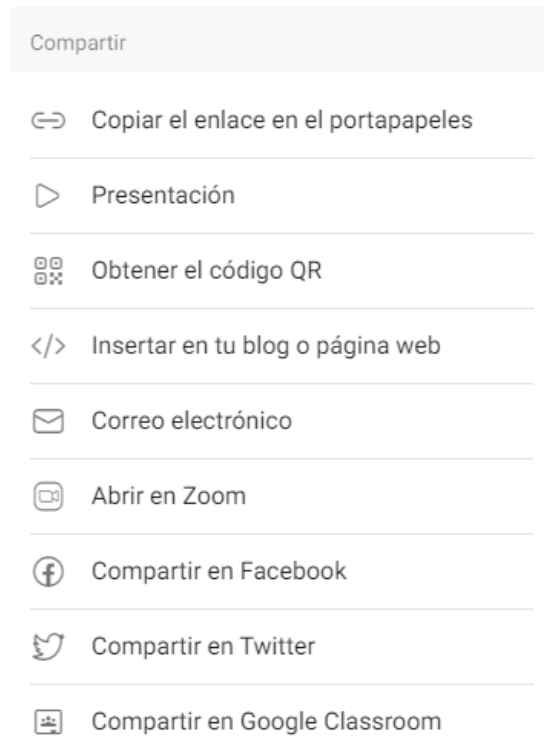 Compartir
Copiar el enlace en el portapapeles
Presentación
Obtener el código QR
Insertar en tu blog o página web
Correo electrónico
Abrir en Zoom
Compartir en Facebook
Compartir en Twitter
Compartir en Google Classroom